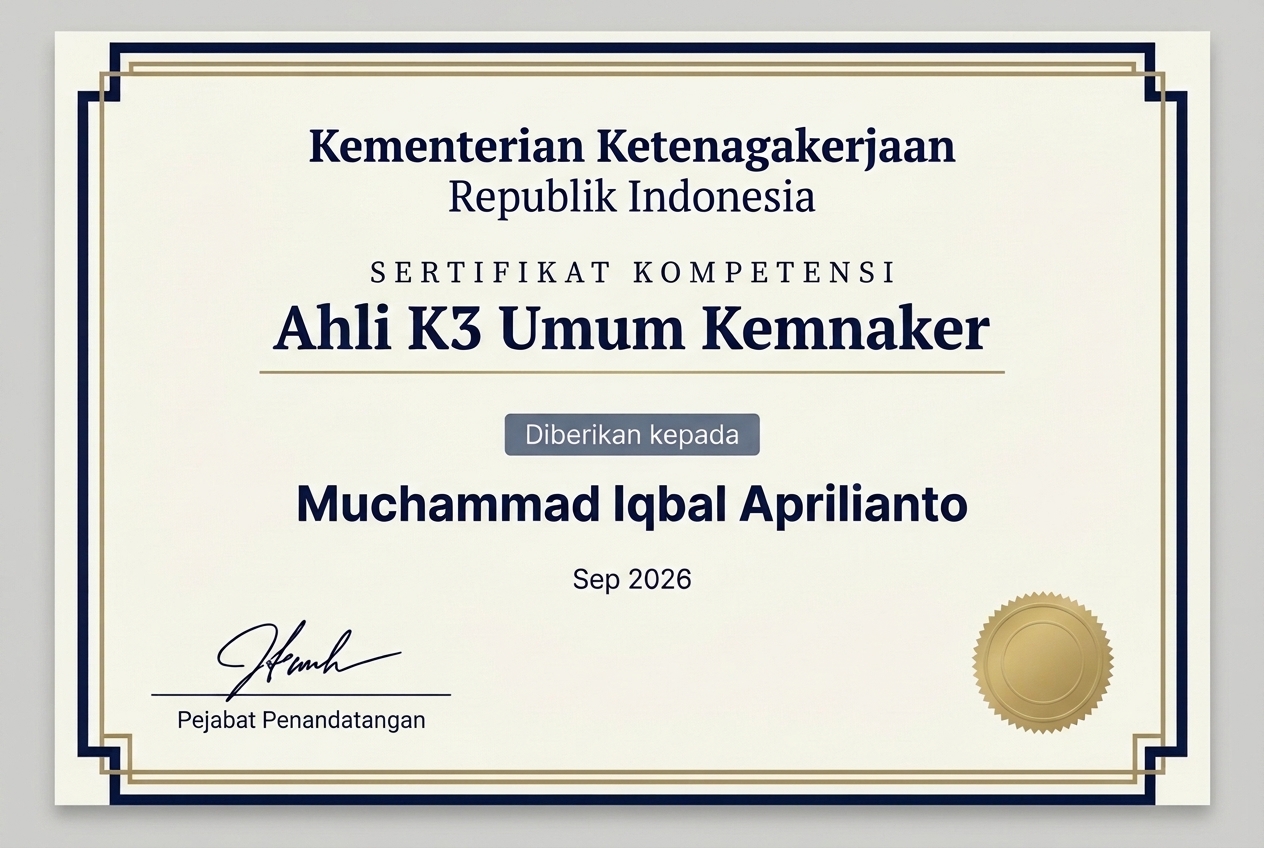 Kementerian Ketenagakerjaan
Republik Indonesia
SERTIFIKAT KOMPETENSI
Ahli K3 Umum Kemnaker
Diberikan kepada
Muchammad Iqbal Aprilianto
Sep 2026
Pejabat Penandatangan